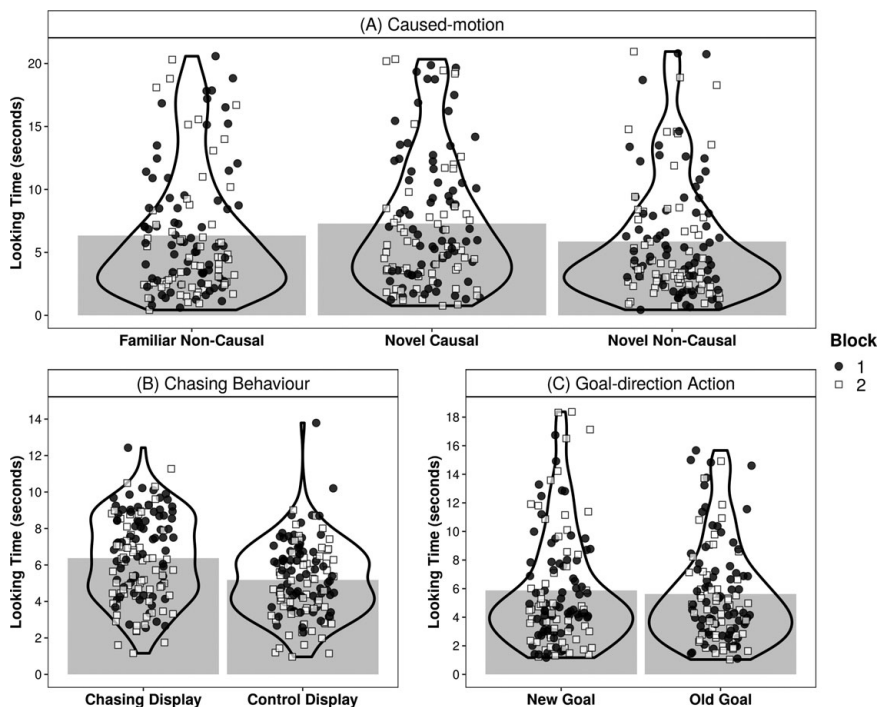 (A) Caused-motion
Looking Time (seconds)
20
15
10
5
0
Familiar Non-Causal
Novel Causal
Novel Non-Causal
(B) Chasing Behaviour
Looking Time (seconds)
14
12
10
8
6
4
2
0
Chasing Display
Control Display
(C) Goal-direction Action
Looking Time (seconds)
18
16
14
12
10
8
6
4
2
0
New Goal
Old Goal
Block
1
2